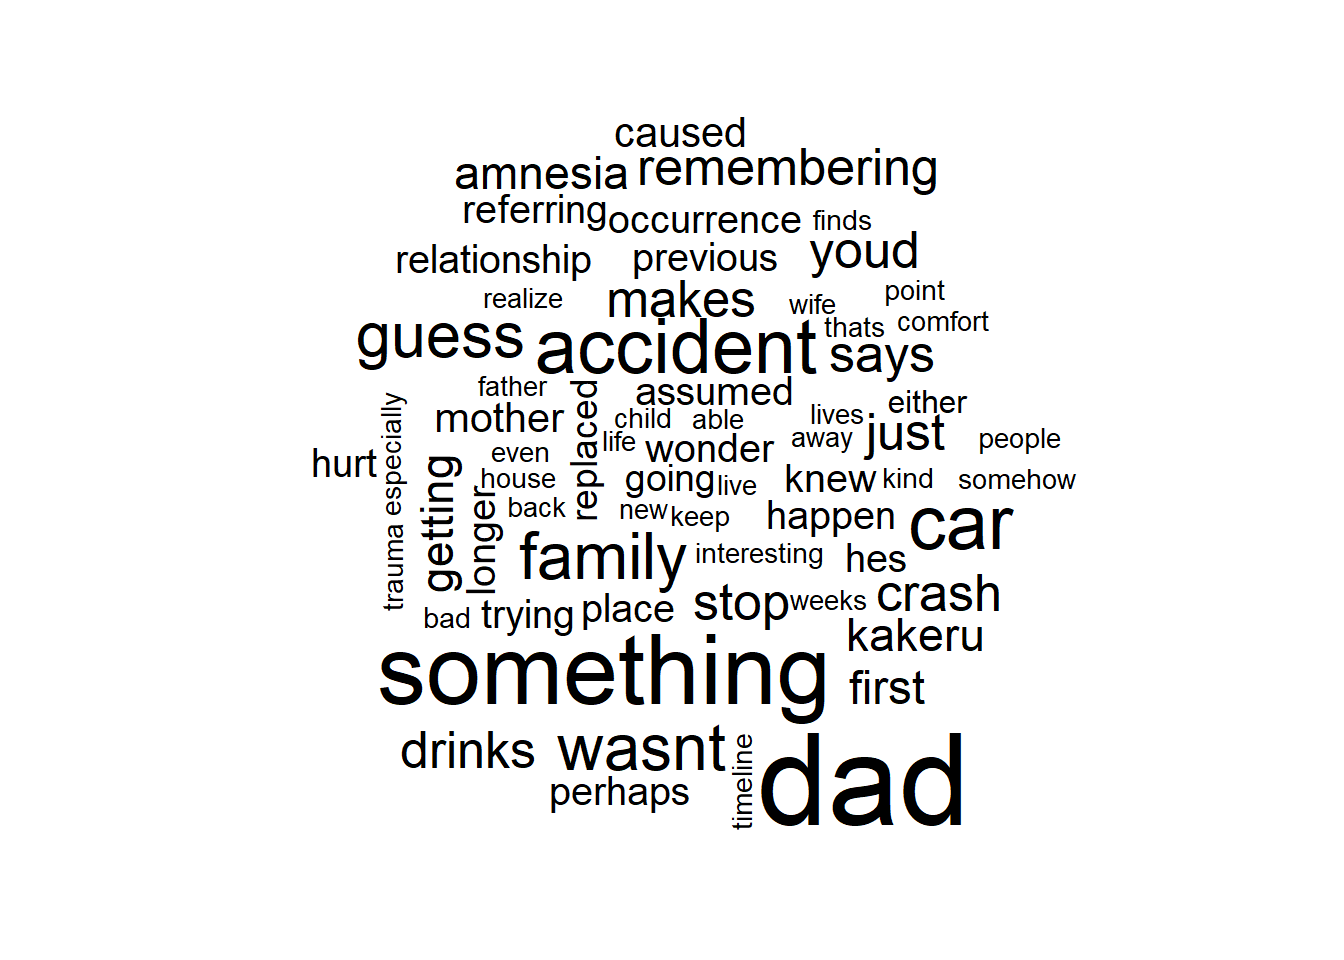 caused
amnesia remembering
referring occurrence finds
relationship previous youd
realize makes wife point
guess accident thats comfort
says
father replaced assumed either
especially mother child able lives just
hurt even life wonder away people
getting house going live knew kind somehow
longer back new keep happen car
trauma family interesting hes
bad trying place stop weeks crash
kakeru
something first
drinks wasnt timeline dad
perhaps